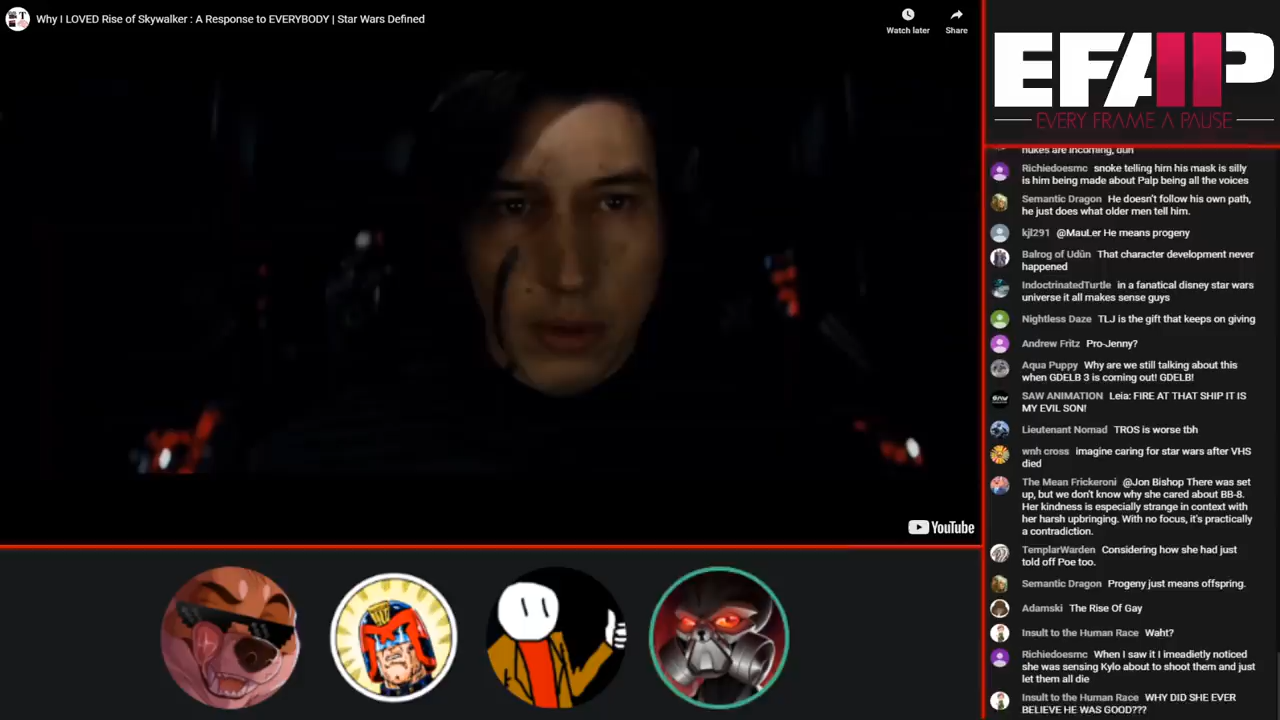 Why I LOVED Rise of Skywalker : A Response to EVERYBODY | Star Wars Defined
Watch later
Share
YouTube
EFAP
EVERY FRAME A PAUSE
nukes are incoming, duh
Richiedoesmc snoke telling him his mask is silly
is him being made about Palp being all the voices
Semantic Dragon He doesn't follow his own path,
he just does what older men tell him.
kjl291 @MauLer He means progeny
Balrog of Udûn That character development never
happened
IndoctrinatedTurtle in a fanatical disney star wars
universe it all makes sense guys
Nightless Daze TLJ is the gift that keeps on giving
Andrew Fritz Pro-Jenny?
Aqua Puppy Why are we still talking about this
when GDELB 3 is coming out! GDELB!
SAW ANIMATION Leia: FIRE AT THAT SHIP IT IS
MY EVIL SON!
Lieutenant Nomad TROS is worse tbh
wnh cross imagine caring for star wars after VHS
died
The Mean Frickeroni @Jon Bishop There was set
up, but we don't know why she cared about BB-8.
Her kindness is especially strange in context with
her harsh upbringing. With no focus, it's practically
a contradiction.
TemplarWarden Considering how she had just
told off Poe too.
Semantic Dragon Progeny just means offspring.
Adamski The Rise Of Gay
Insult to the Human Race Waht?
Richiedoesmc When I saw it I imeadietly noticed
she was sensing Kylo about to shoot them and just
let them all die
Insult to the Human Race WHY DID SHE EVER
BELIEVE HE WAS GOOD???